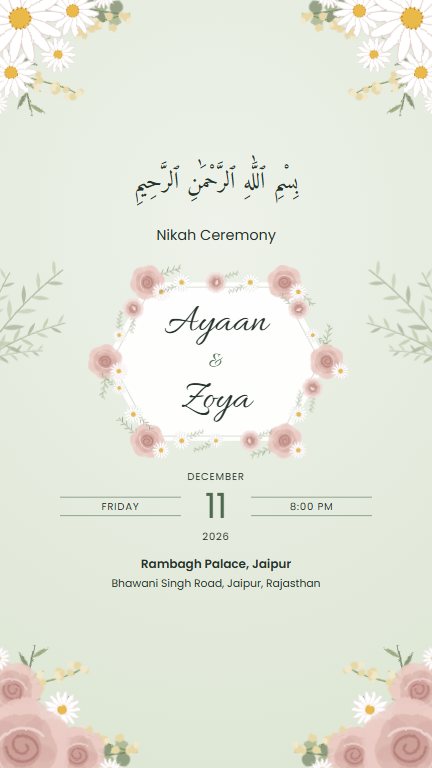 بِسْمِ ٱللَّٰهِ ٱلرَّحْمَٰنِ ٱلرَّحِيمِ
Nikah Ceremony
Ayaan
&
Zoya
DECEMBER
FRIDAY 11 8:00 PM
2026
Rambagh Palace, Jaipur
Bhawani Singh Road, Jaipur, Rajasthan